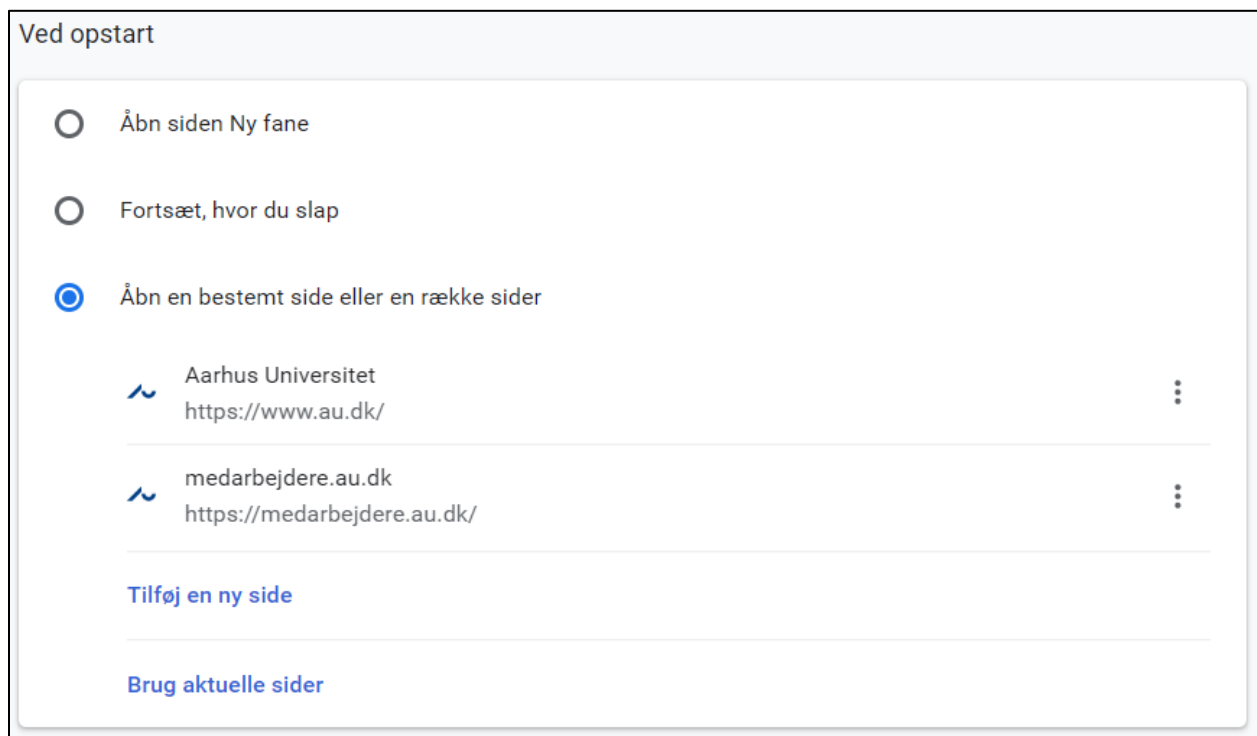 Ved opstart
Åbn siden Ny fane
Fortsæt, hvor du slap
Åbn en bestemt side eller en række sider
Aarhus Universitet
https://www.au.dk/
medarbejdere.au.dk
https://medarbejdere.au.dk/
Tilføj en ny side
Brug aktuelle sider